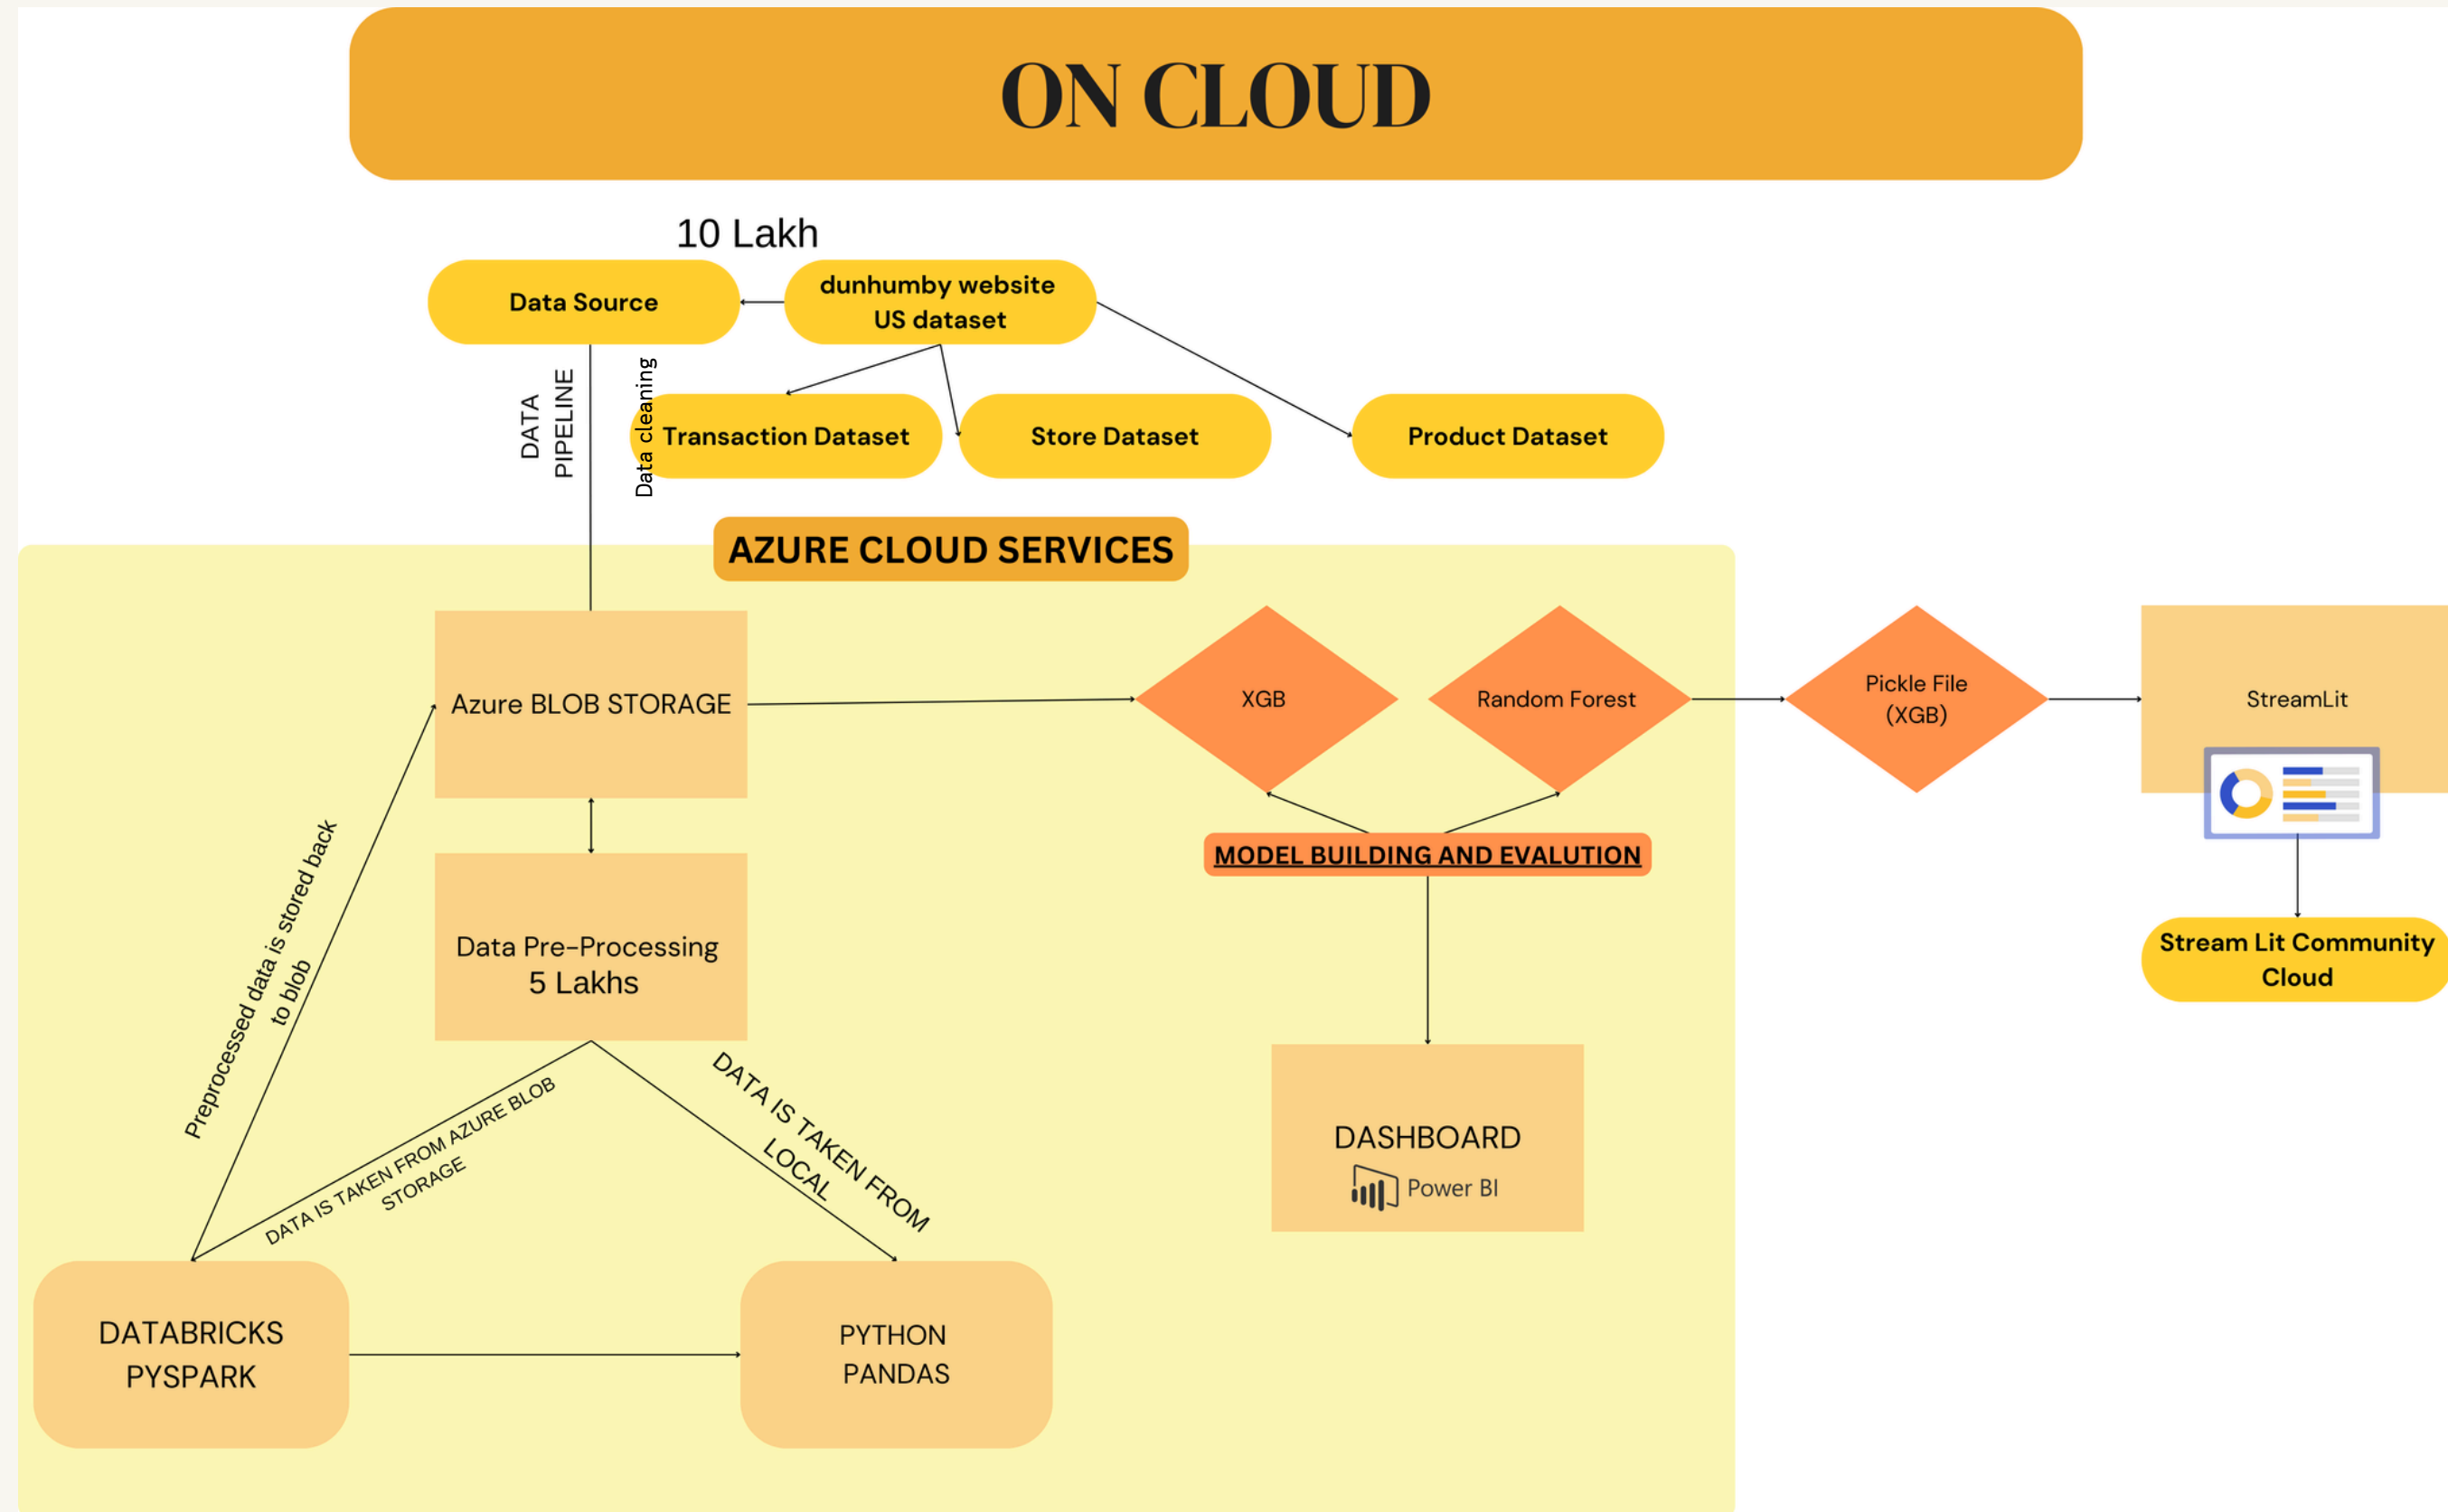 ON CLOUD
10 Lakh
Data Source
dunhumby website
US dataset
DATA
PIPELINE
Data cleaning
Transaction Dataset
Store Dataset
Product Dataset
AZURE CLOUD SERVICES
Azure BLOB STORAGE
XGB
Random Forest
Pickle File
(XGB)
StreamLit
MODEL BUILDING AND EVALUTION
Preprocessed data is stored back
to blob
Data Pre-Processing
5 Lakhs
Stream Lit Community
Cloud
DATA IS TAKEN FROM AZURE BLOB
STORAGE
DATA IS TAKEN FROM
LOCAL
DASHBOARD
Power BI
DATABRICKS
PYSPARK
PYTHON
PANDAS